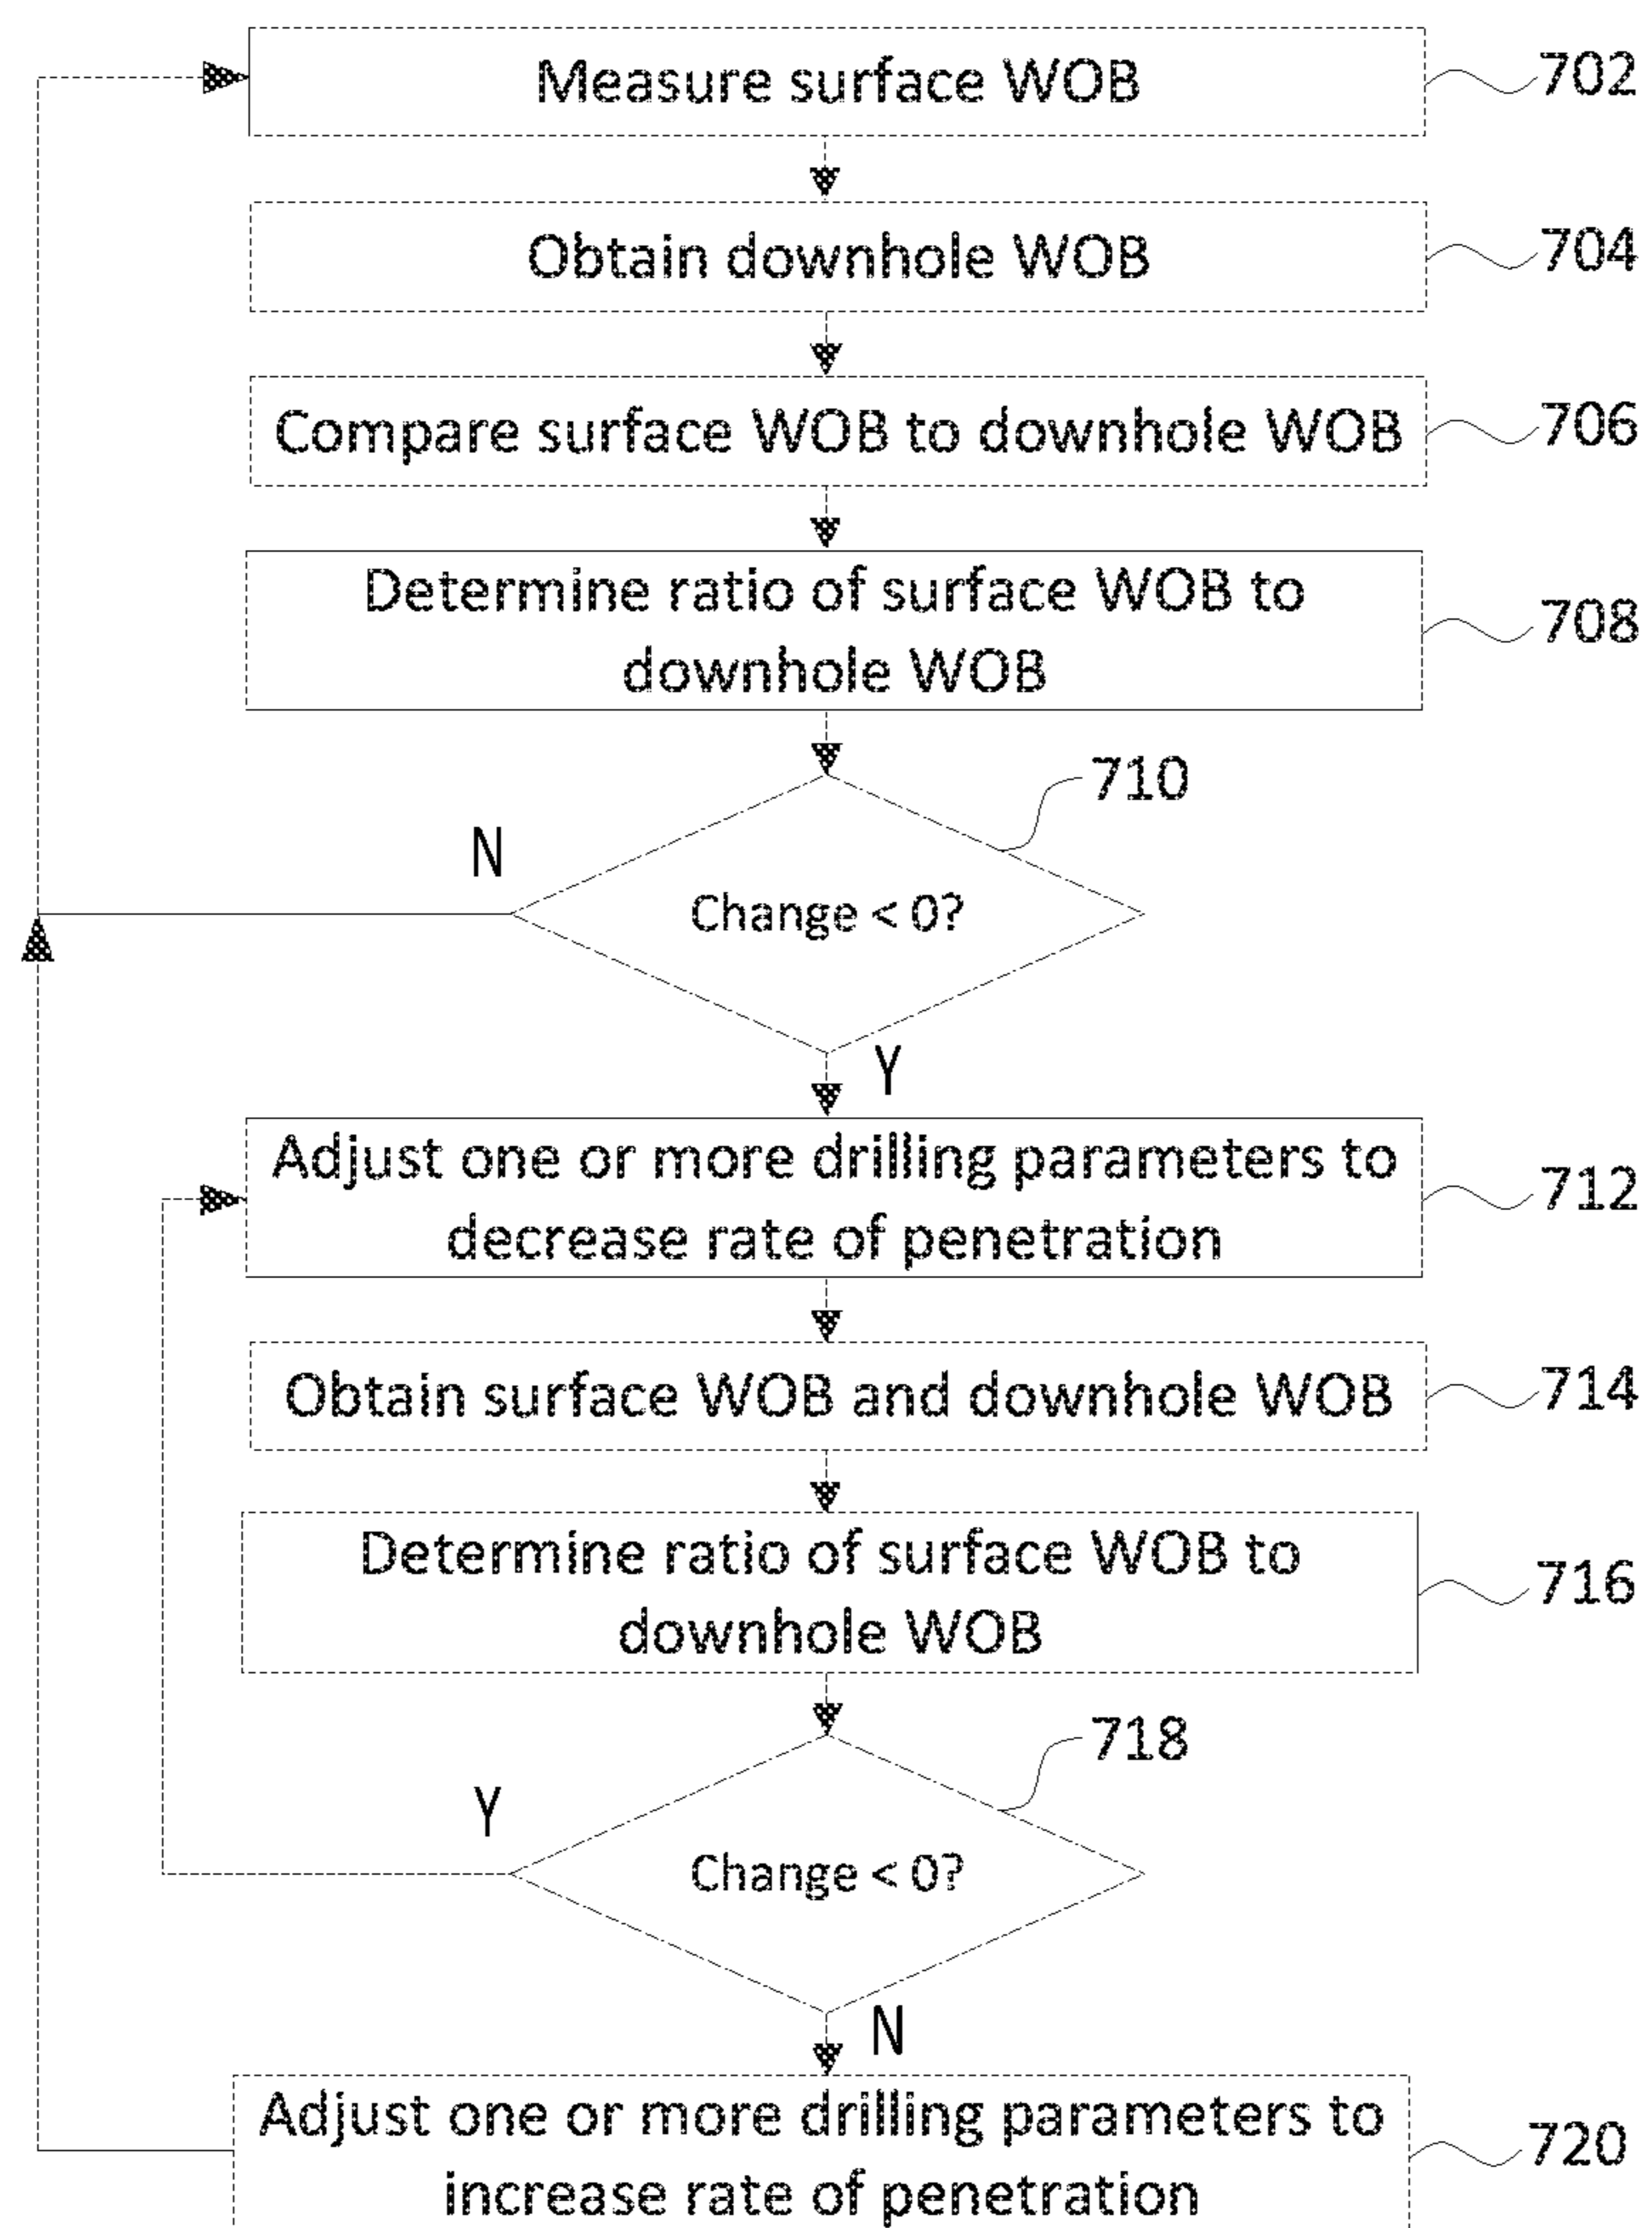 Measure surface WOB
702
Obtain downhole WOB
704
Compare surface WOB to downhole WOB
706
Determine ratio of surface WOB to
downhole WOB
708
710
N
Change < 0?
Y
Adjust one or more drilling parameters to
decrease rate of penetration
712
Obtain surface WOB and downhole WOB
714
Determine ratio of surface WOB to
downhole WOB
716
718
Y
Change < 0?
N
Adjust one or more drilling parameters to
increase rate of penetration
720